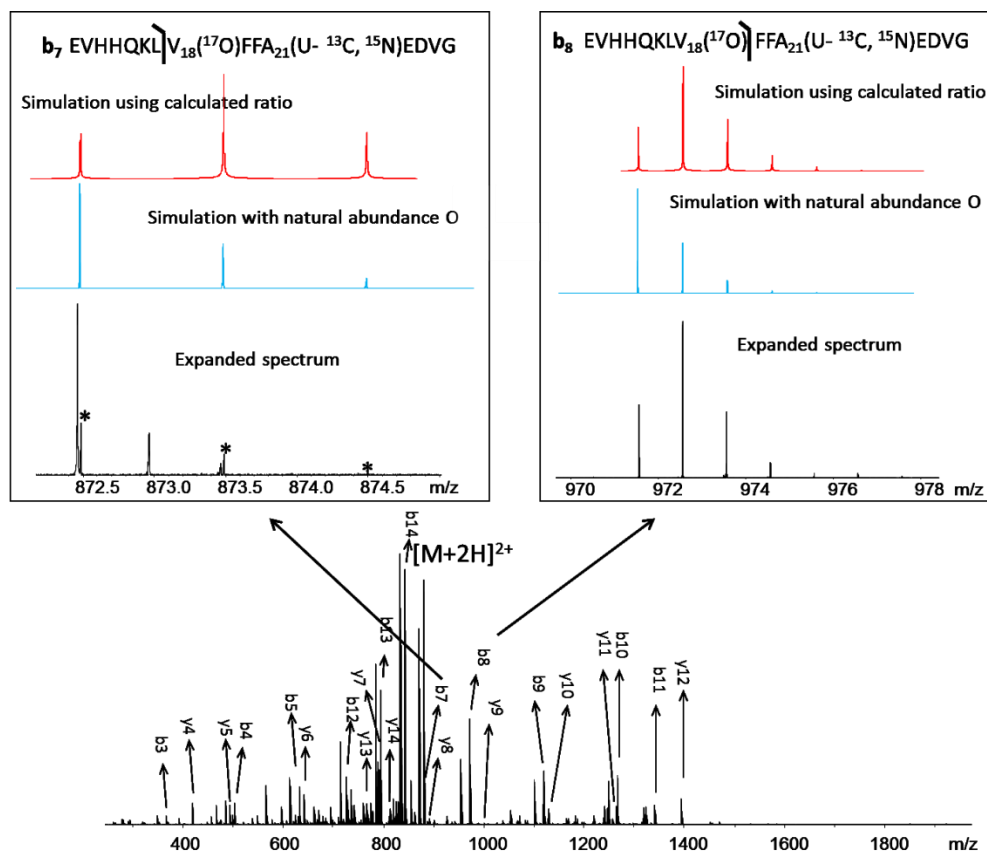 b₇ EVHHQKL V₁₈(¹⁷O)FFA₂₁(U- ¹³C, ¹⁵N)EDVG
Simulation using calculated ratio
Simulation with natural abundance O
Expanded spectrum
*
*
*
872.5 873.0 873.5 874.0 874.5 m/z
b₈ EVHHQKLV₁₈(¹⁷O) FFA₂₁(U- ¹³C, ¹⁵N)EDVG
Simulation using calculated ratio
Simulation with natural abundance O
Expanded spectrum
970 972 974 976 978 m/z
b14
[M+2H]²⁺
b3
y4
y5
b4
b5
y6
b12
y7
y13
b13
y14
b7
y8
b8
y9
b9
y10
y11
b10
b11
y12
400 600 800 1000 1200 1400 1600 1800 m/z